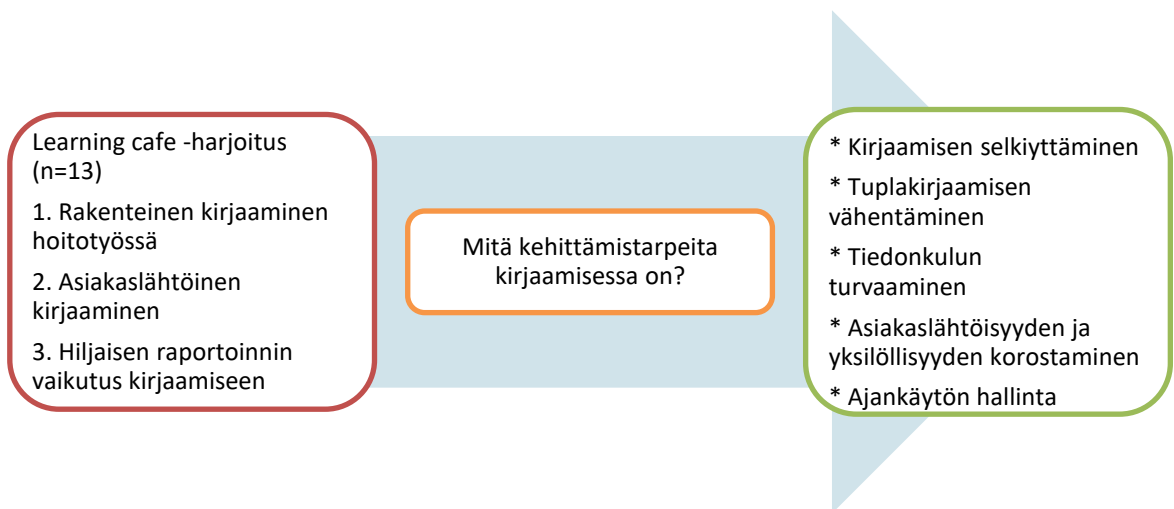 Learning cafe -harjoitus
(n=13)
1. Rakenteinen kirjaaminen
hoitotyössä
2. Asiakaslähtöinen
kirjaaminen
3. Hiljaisen raportoinnin
vaikutus kirjaamiseen
Mitä kehittämistarpeita
kirjaamisessa on?
* Kirjaamisen selkiyttäminen
* Tuplakirjaamisen
vähentäminen
* Tiedonkulun
turvaaminen
* Asiakaslähtöisyyden ja
yksilöllisyyden korostaminen
* Ajankäytön hallinta